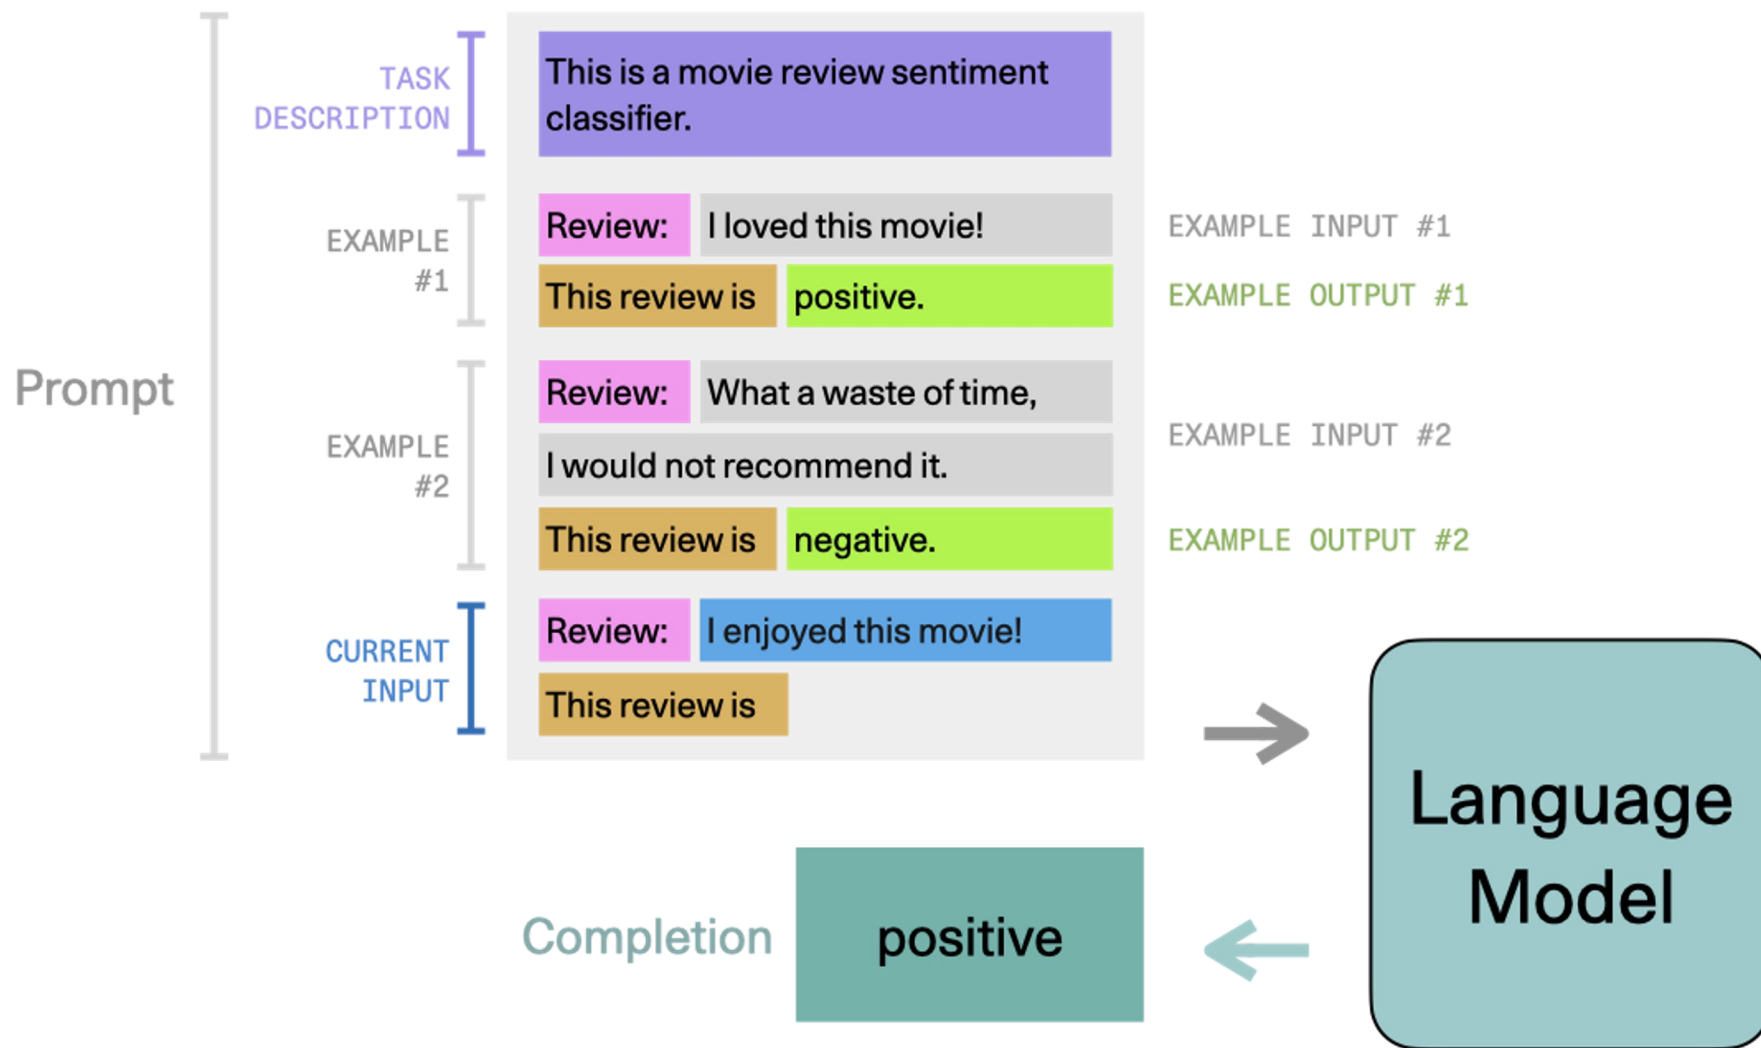 Prompt
TASK
DESCRIPTION
This is a movie review sentiment
classifier.
EXAMPLE
#1
Review: I loved this movie!
EXAMPLE INPUT #1
This review is positive.
EXAMPLE OUTPUT #1
EXAMPLE
#2
Review: What a waste of time,
I would not recommend it.
EXAMPLE INPUT #2
This review is negative.
EXAMPLE OUTPUT #2
CURRENT
INPUT
Review: I enjoyed this movie!
This review is
Language
Model
Completion
positive